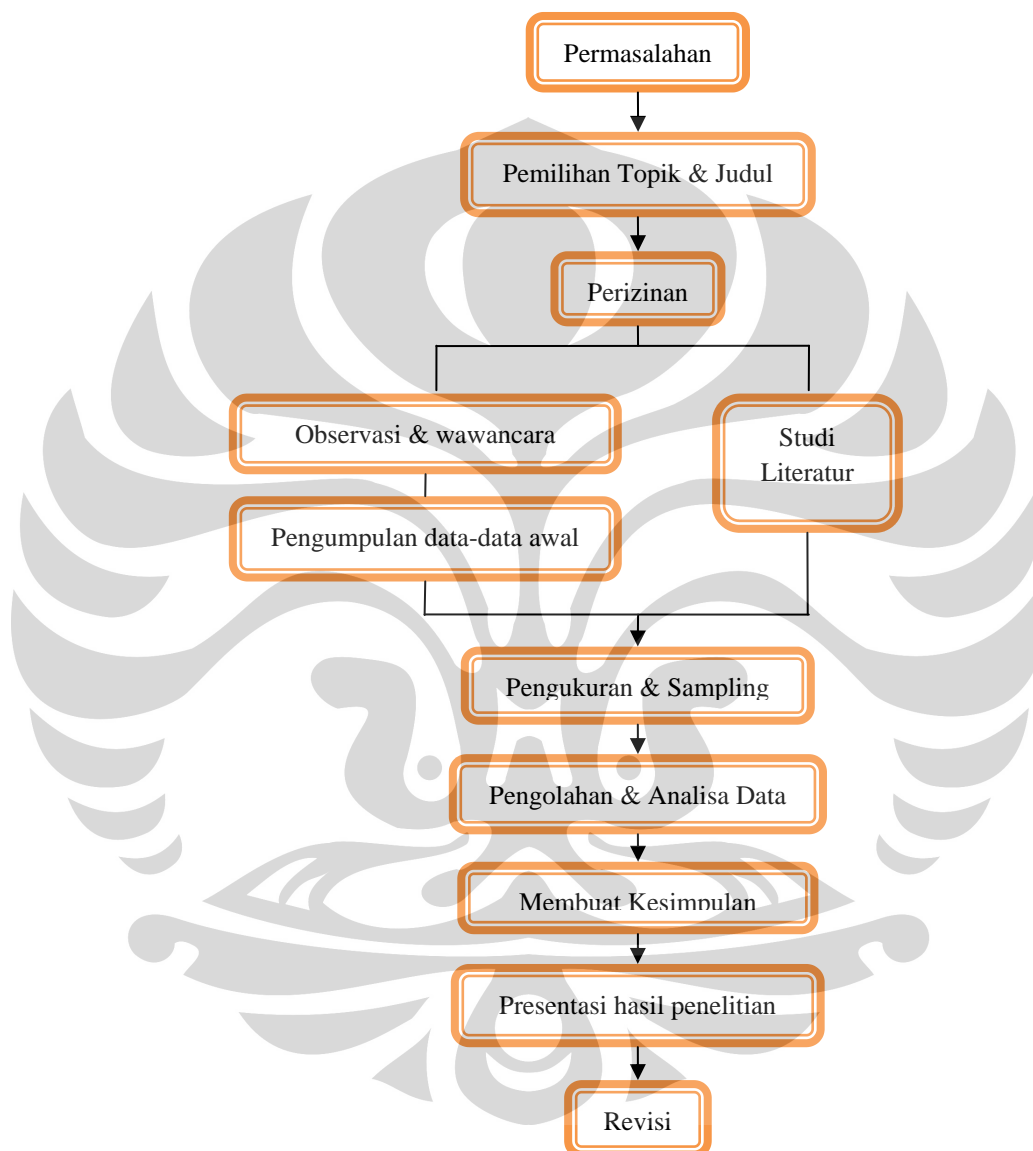 Permasalahan
Pemilihan Topik & Judul
Perizinan
Observasi & wawancara
Studi
Literatur
Pengumpulan data-data awal
Pengukuran & Sampling
Pengolahan & Analisa Data
Membuat Kesimpulan
Presentasi hasil penelitian
Revisi